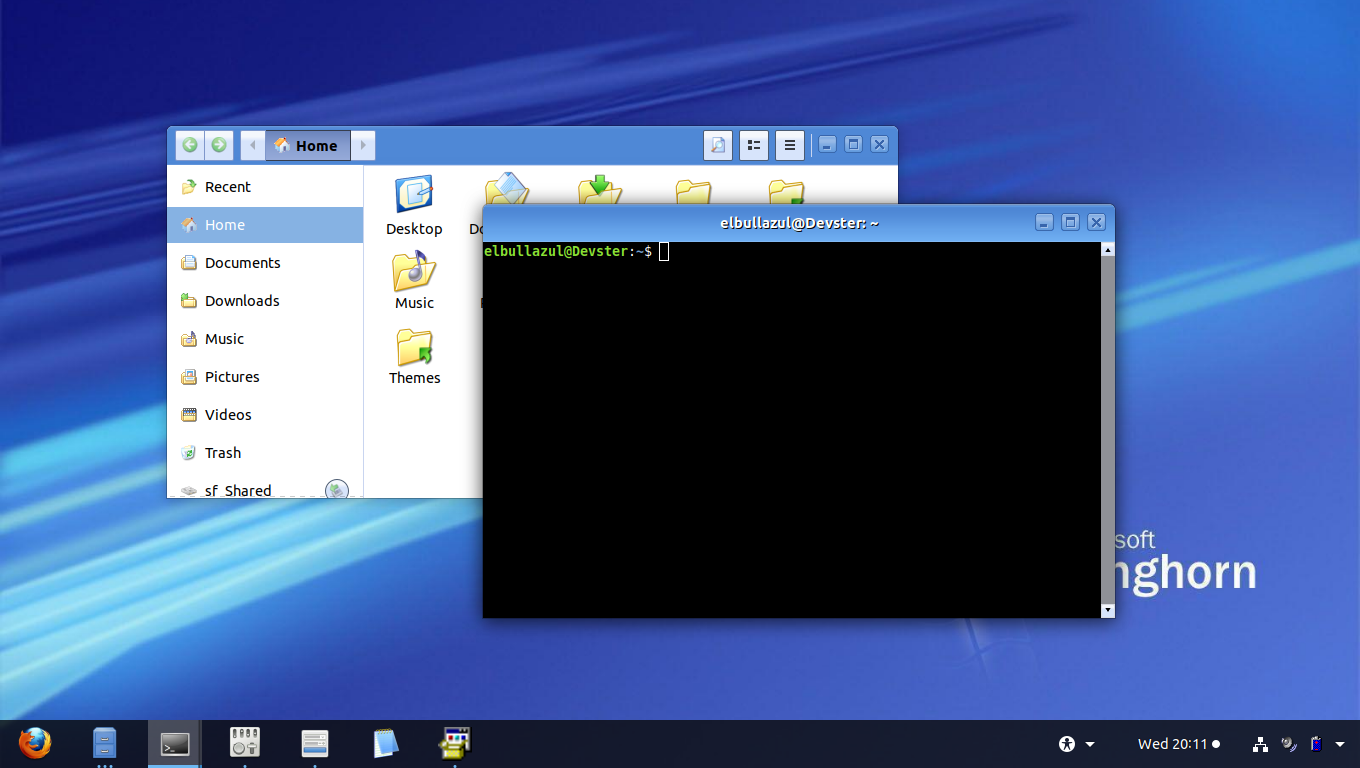 Home
Recent
Home
Documents
Downloads
Music
Pictures
Videos
Trash
sf_Shared
Desktop
Do
Music
Themes
elbullazul@Devster: ~
elbullazul@Devster:~$
soft
nghorn
Wed 20:11